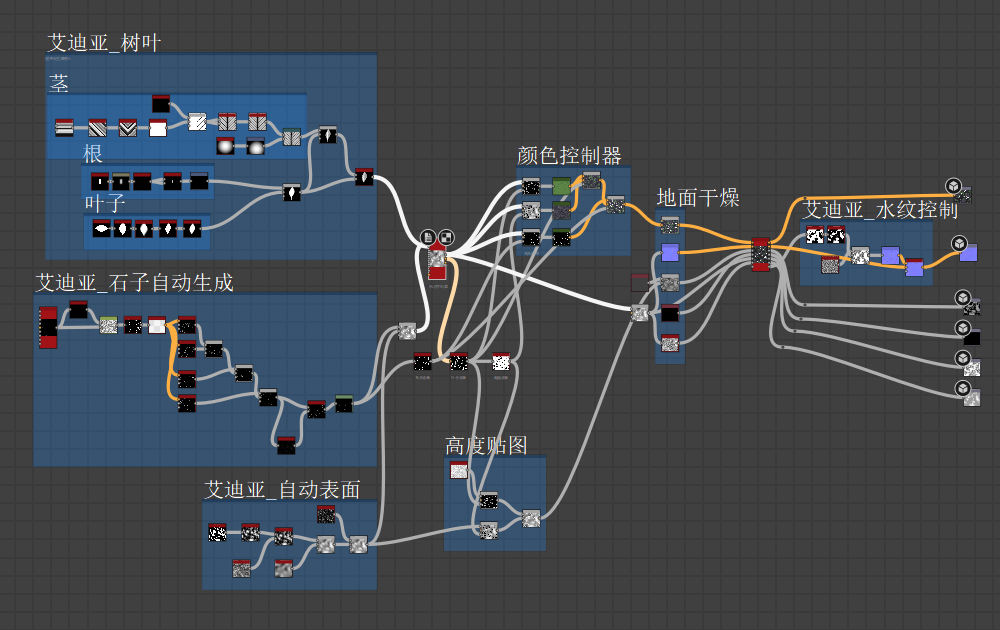 艾迪亚_树叶
茎
根
叶子
颜色控制器
地面干燥
艾迪亚_水纹控制
艾迪亚_石子自动生成
高度贴图
艾迪亚_自动表面